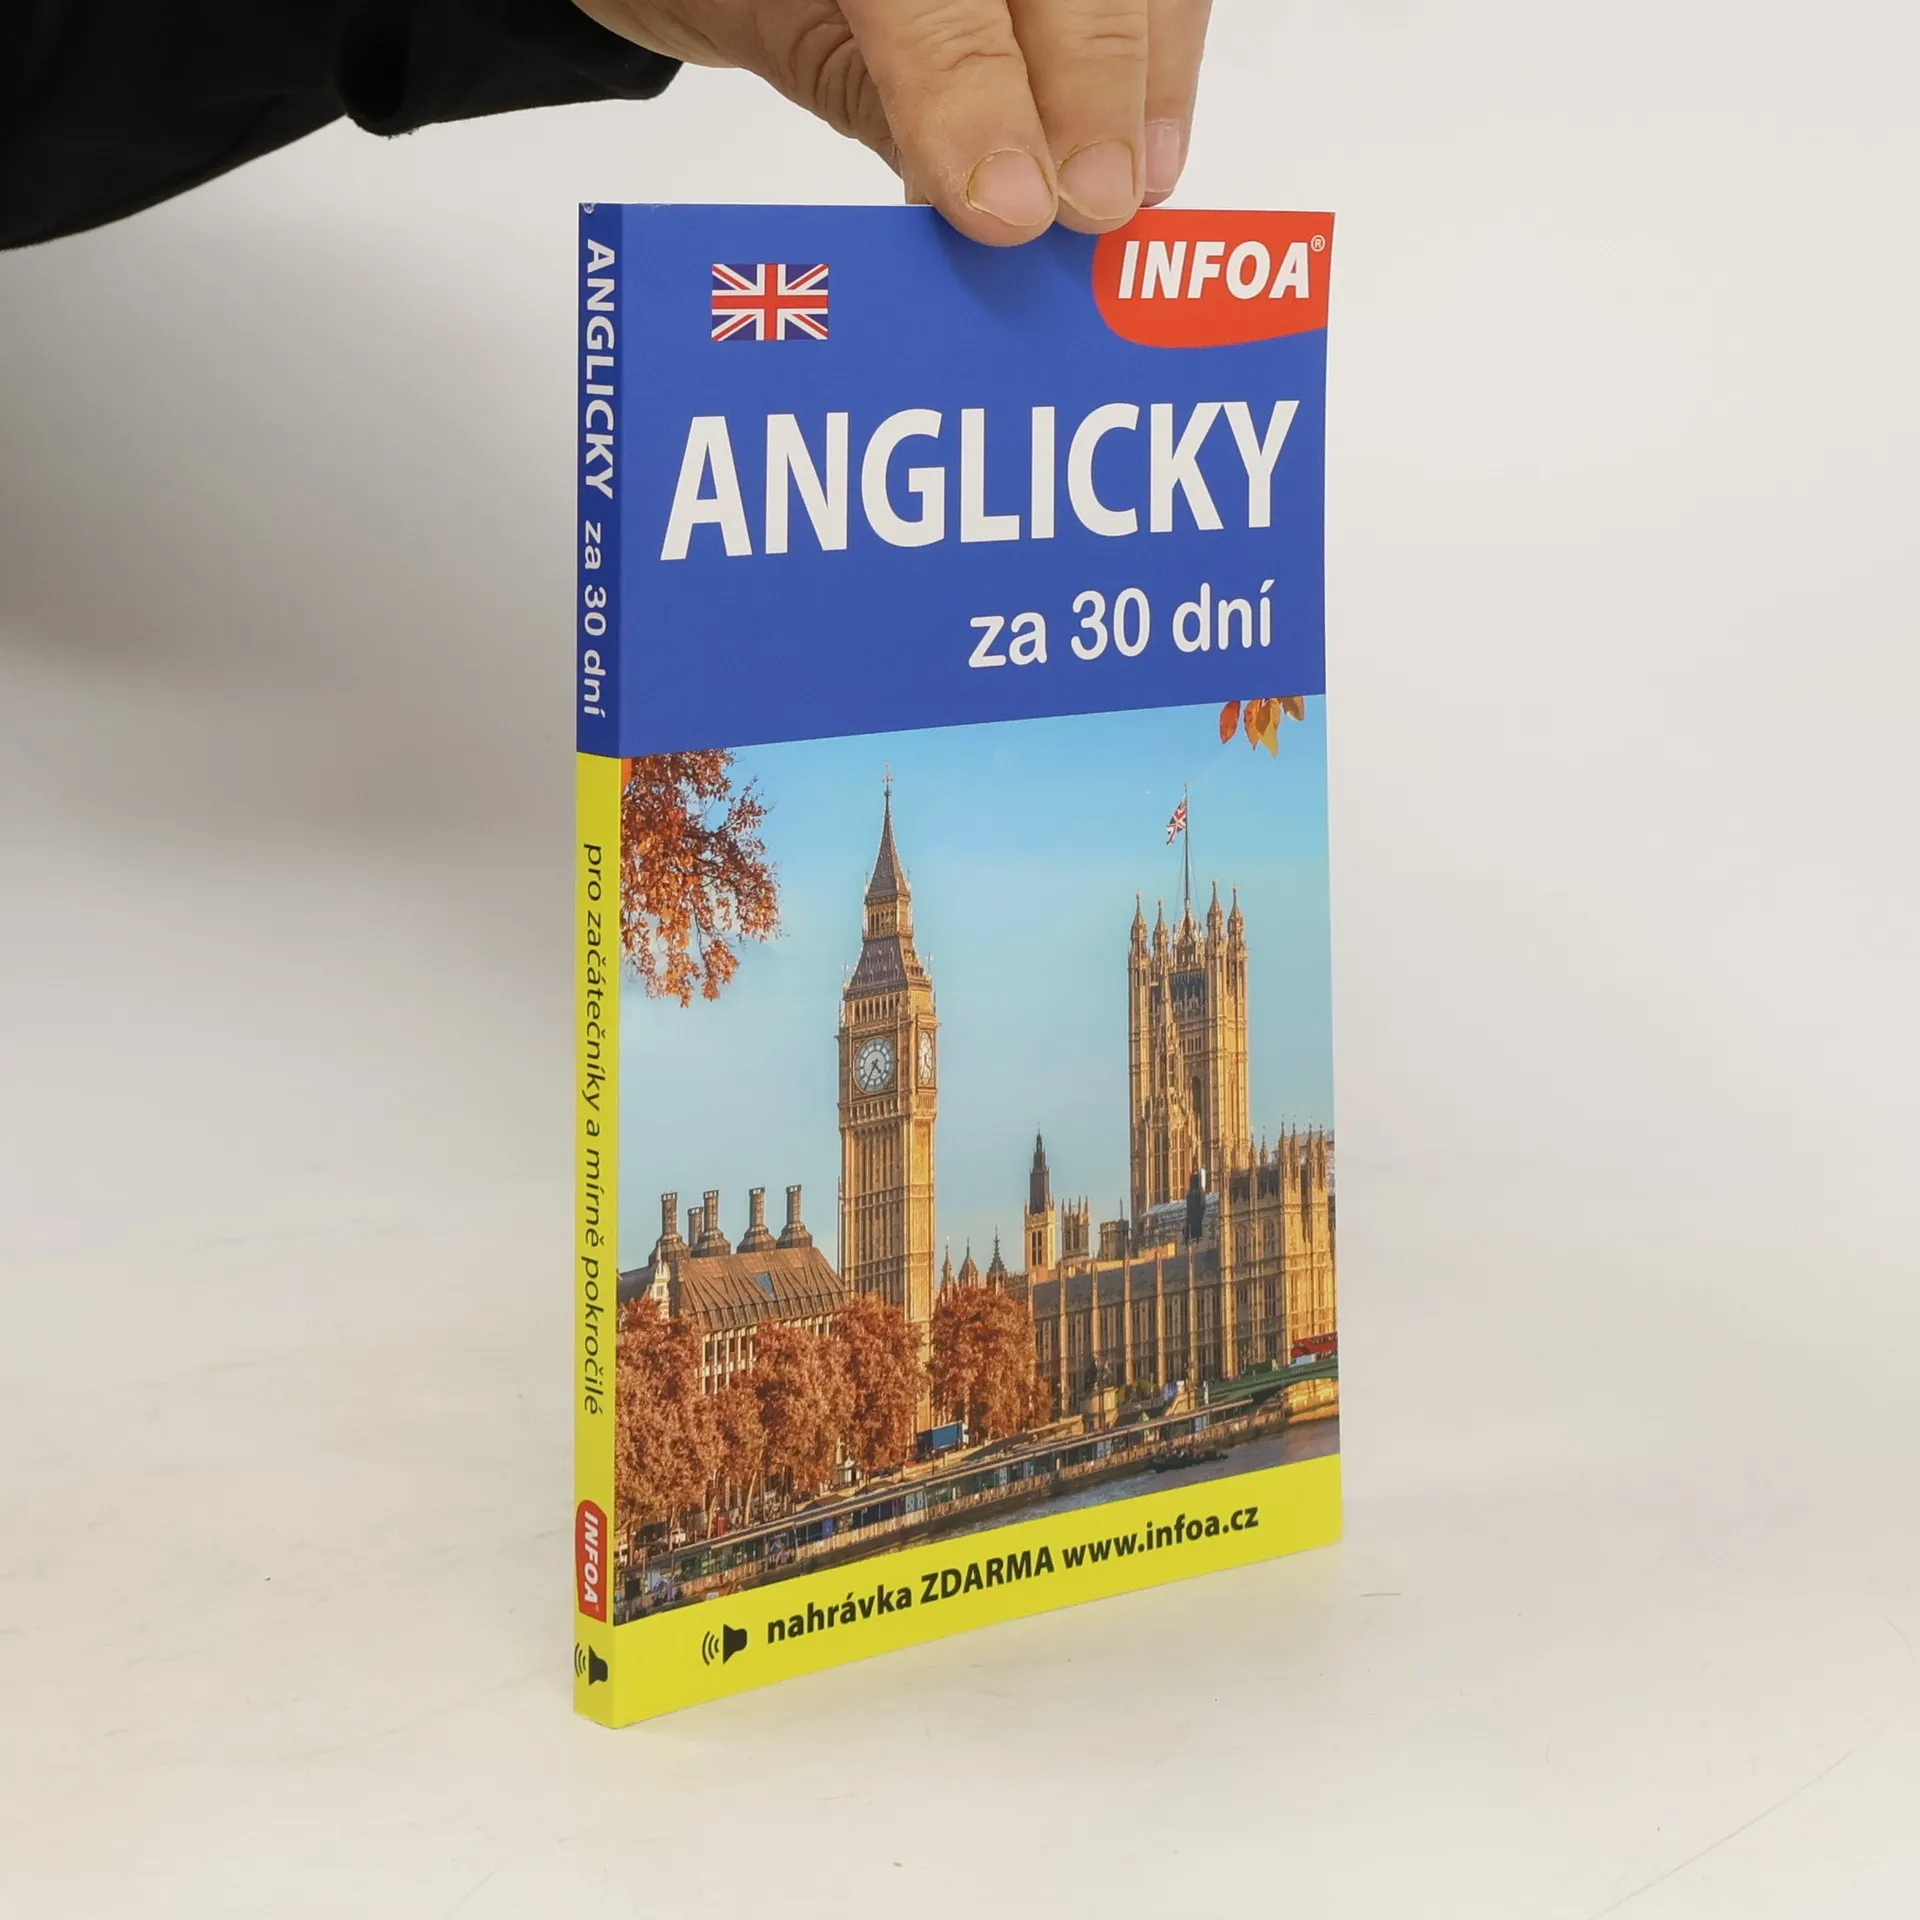 ANGLICKY za 30 dní
pro začátečníky a mírně pokročilé
INFOA®
INFOA®
ANGLICKY
za 30 dní
nahrávka ZDARMA www.infoa.cz